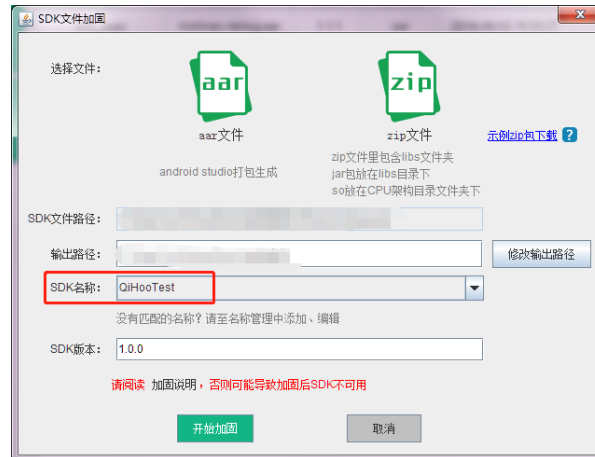 SDK文件加固
选择文件：
aar
zip
aar文件
zip文件
示例zip包下载
?
android studio打包生成
zip文件里包含libs文件夹
jar包放在libs目录下
so放在CPU架构目录文件夹下
SDK文件路径：
输出路径：
修改输出路径
SDK名称：
QiHooTest
没有匹配的名称？请至名称管理中添加、编辑
SDK版本：
1.0.0
请阅读 加固说明，否则可能导致加固后SDK不可用
开始加固
取消